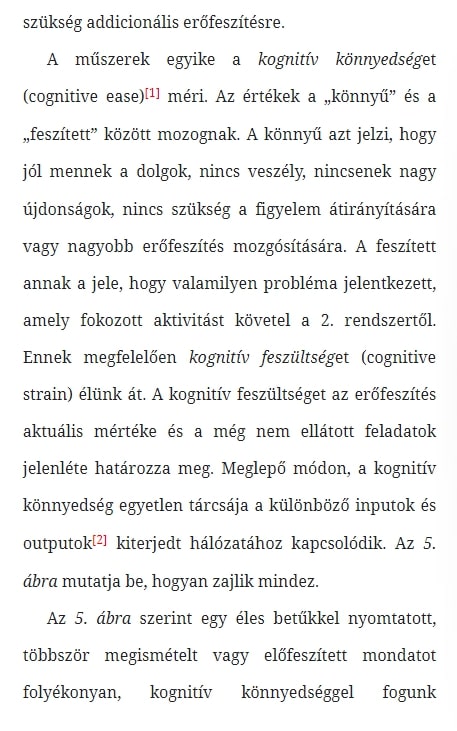 szükség addicionális erőfeszítésre.
A műszerek egyike a kognitív könnyedséget
(cognitive ease)[1] méri. Az értékek a „könnyű” és a
„feszített” között mozognak. A könnyű azt jelzi, hogy
jól mennek a dolgok, nincs veszély, nincsenek nagy
újdonságok, nincs szükség a figyelem átirányítására
vagy nagyobb erőfeszítés mozgósítására. A feszített
annak a jele, hogy valamilyen probléma jelentkezett,
amely fokozott aktivitást követel a 2. rendszertől.
Ennek megfelelően kognitív feszültséget (cognitive
strain) élünk át. A kognitív feszültséget az erőfeszítés
aktuális mértéke és a még nem ellátott feladatok
jelenléte határozza meg. Meglepő módon, a kognitív
könnyedség egyetlen tárcsája a különböző inputok és
outputok[2] kiterjedt hálózatához kapcsolódik. Az 5.
ábra mutatja be, hogyan zajlik mindez.
Az 5. ábra szerint egy éles betűkkel nyomtatott,
többször megismételt vagy előfeszített mondatot
folyékonyan, kognitív könnyedséggel fogunk